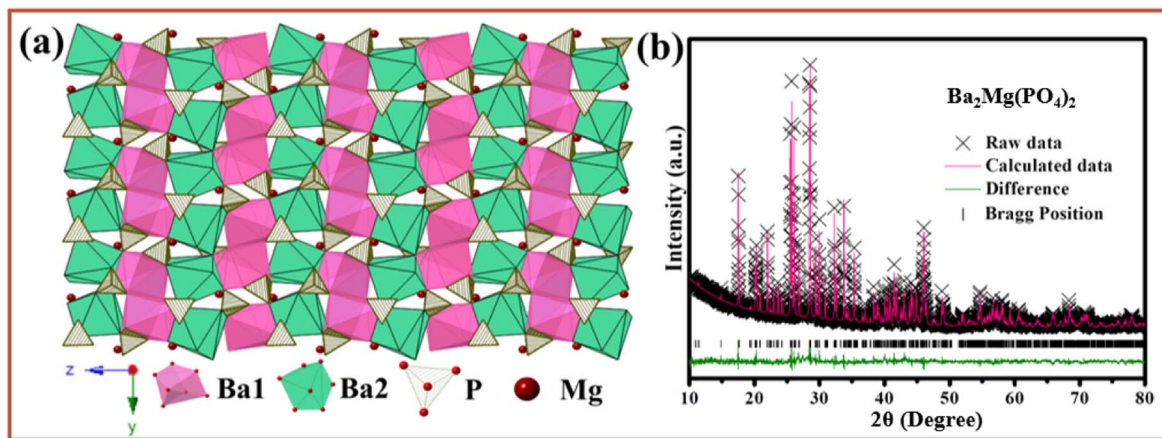 (a)
z
y
Ba1
Ba2
P
Mg
(b)
Ba₂Mg(PO₄)₂
Raw data
Calculated data
Difference
Bragg Position
Intensity (a.u.)
10 20 30 40 50 60 70 80
2θ (Degree)